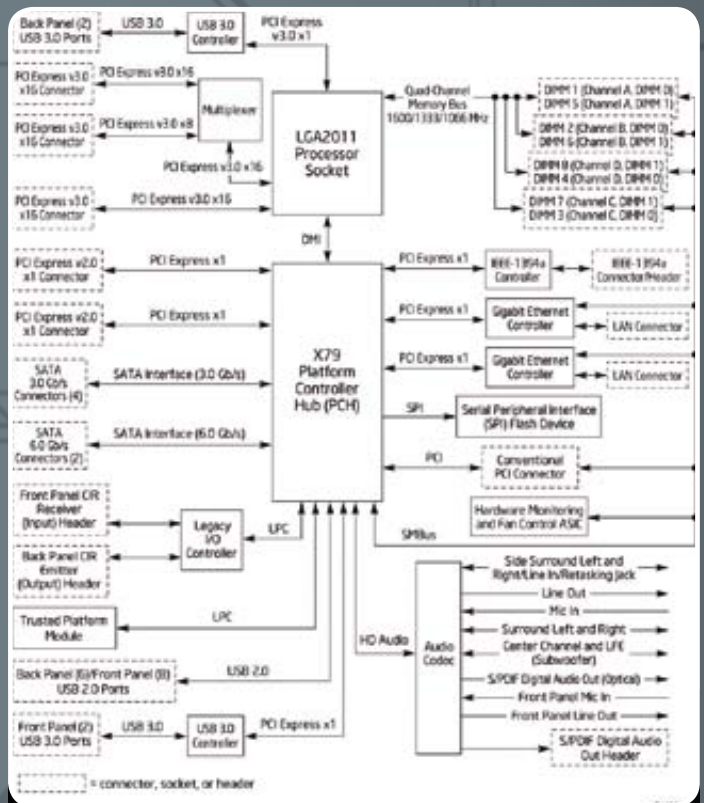 Back Panel (2)
USB 3.0 Ports
USB 3.0
USB 3.0
Controller
PCI Express
v3.0 x1
PCI Express v3.0
x16 Connector
PCI Express v3.0 x16
Multiplexer
PCI Express v3.0
x16 Connector
PCI Express v3.0 x8
PCI Express v3.0 x16
PCI Express v3.0
x16 Connector
PCI Express v3.0 x16
LGA2011
Processor
Socket
Quad-Channel
Memory Bus
1600/1333/1066 MHz
DIMM 1 (Channel A, DIMM 0)
DIMM 5 (Channel A, DIMM 1)
DIMM 2 (Channel B, DIMM 0)
DIMM 6 (Channel B, DIMM 1)
DIMM 8 (Channel D, DIMM 1)
DIMM 4 (Channel D, DIMM 0)
DIMM 7 (Channel C, DIMM 1)
DIMM 3 (Channel C, DIMM 0)
DMI
PCI Express v2.0
x1 Connector
PCI Express x1
PCI Express v2.0
x1 Connector
PCI Express x1
SATA
3.0 Gb/s
Connectors (4)
SATA Interface (3.0 Gb/s)
SATA
6.0 Gb/s
Connectors (2)
SATA Interface (6.0 Gb/s)
X79
Platform
Controller
Hub (PCH)
PCI Express x1
IEEE-1394a
Controller
IEEE-1394a
Connector/Header
PCI Express x1
Gigabit Ethernet
Controller
LAN Connector
PCI Express x1
Gigabit Ethernet
Controller
LAN Connector
SPI
Serial Peripheral Interface
(SPI) Flash Device
PCI
Conventional
PCI Connector
Hardware Monitoring
and Fan Control ASIC
SMBus
Front Panel CIR
Receiver
(Input) Header
Back Panel CIR
Emitter
(Output) Header
Legacy
I/O
Controller
LPC
Trusted Platform
Module
LPC
Back Panel (6)/Front Panel (8)
USB 2.0 Ports
USB 2.0
Front Panel (2)
USB 3.0 Ports
USB 3.0
USB 3.0
Controller
PCI Express x1
HD Audio
Audio
Codec
Side Surround Left and
Right/Line In/Retasking Jack
Line Out
Mic In
Surround Left and Right
Center Channel and LFE
(Subwoofer)
S/PDIF Digital Audio Out (Optical)
Front Panel Mic In
Front Panel Line Out
S/PDIF Digital Audio
Out Header
= connector, socket, or header